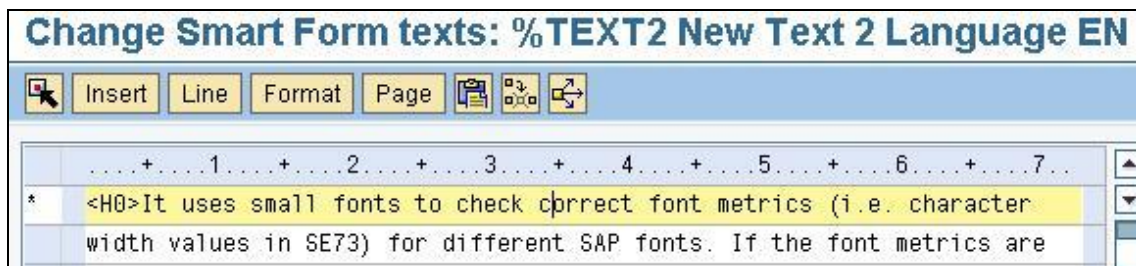 Change Smart Form texts: %TEXT2 New Text 2 Language EN
Insert Line Format Page
....+....1....+....2....+....3....+....4....+....5....+....6....+....7..
* <H0>It uses small fonts to check correct font metrics (i.e. character
width values in SE73) for different SAP fonts. If the font metrics are